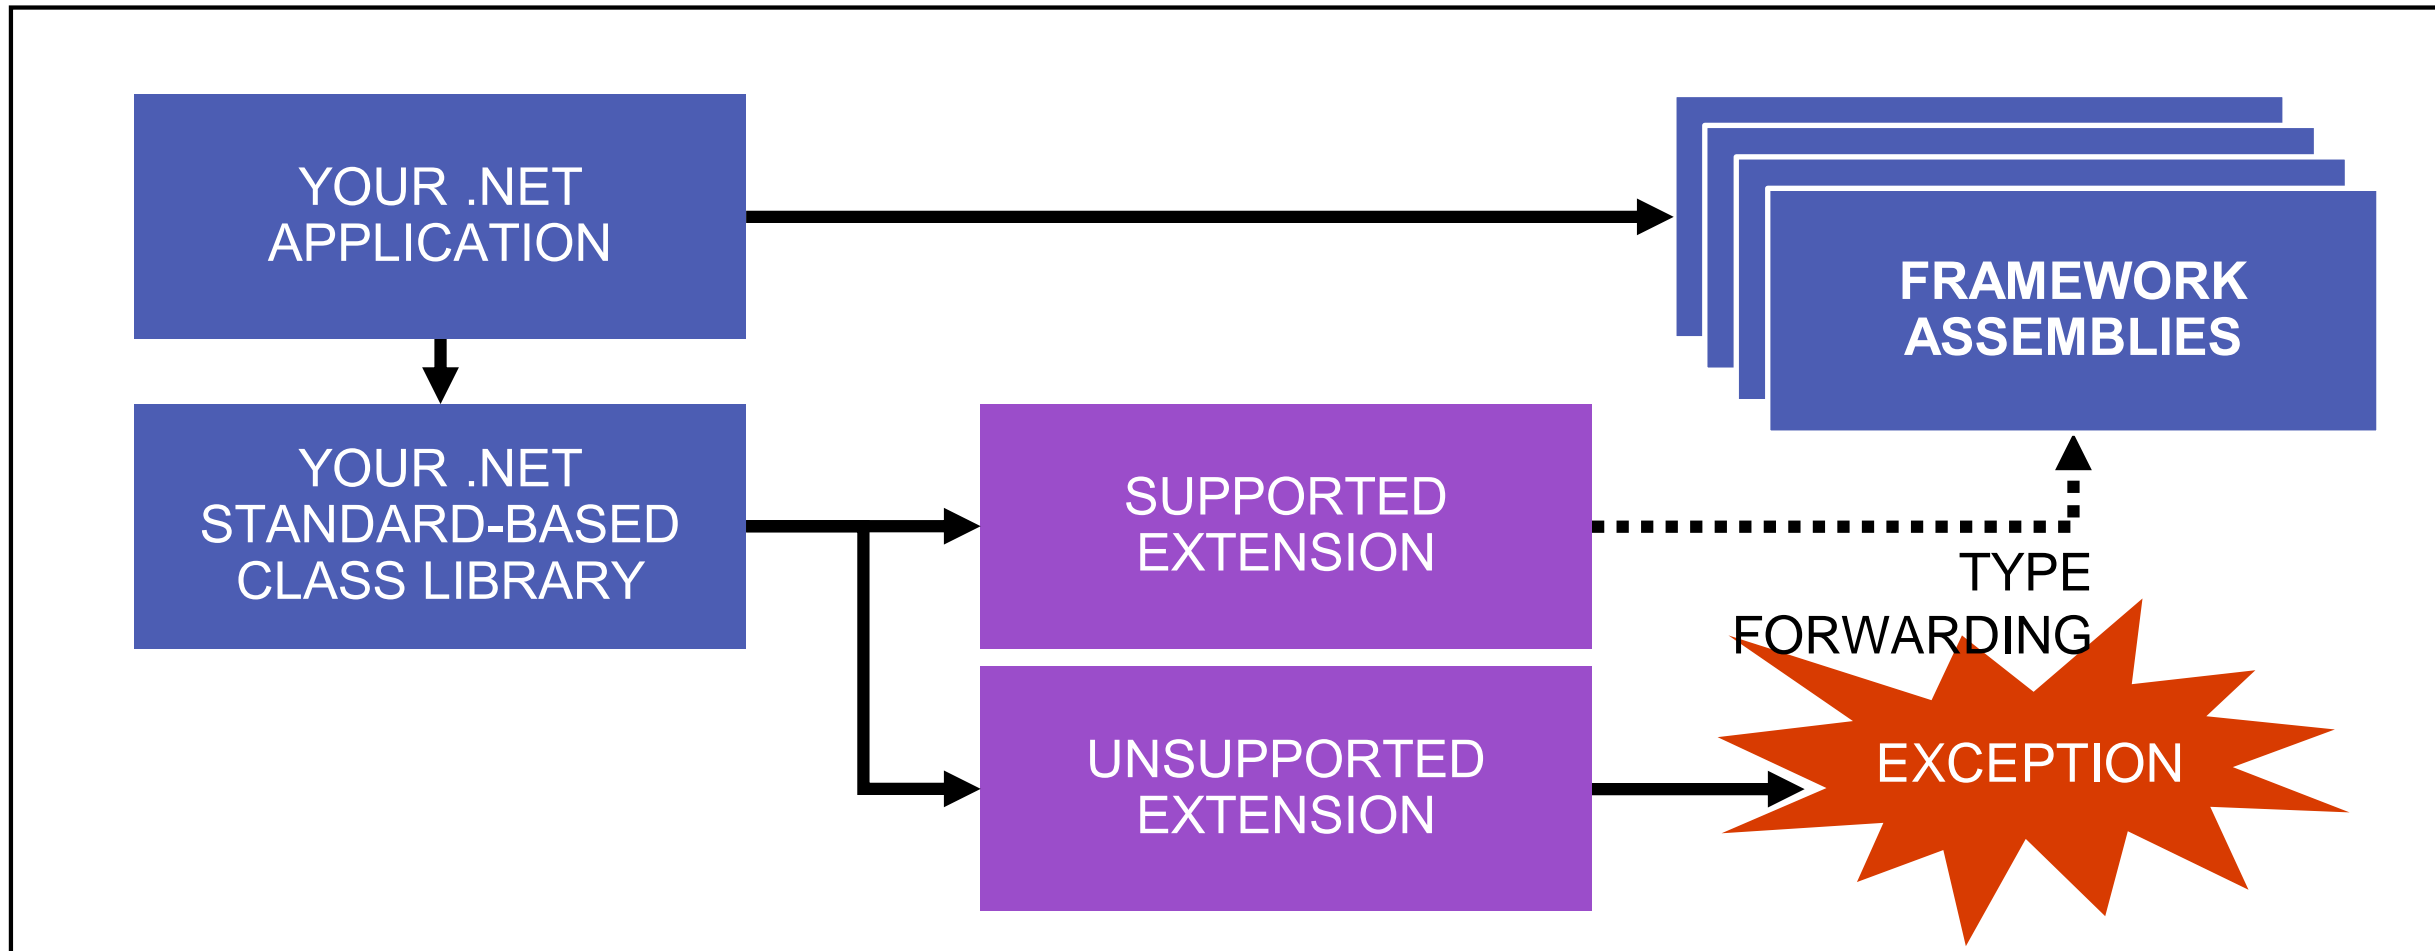 YOUR .NET
APPLICATION
FRAMEWORK
ASSEMBLIES
YOUR .NET
STANDARD-BASED
CLASS LIBRARY
SUPPORTED
EXTENSION
TYPE
FORWARDING
UNSUPPORTED
EXTENSION
EXCEPTION